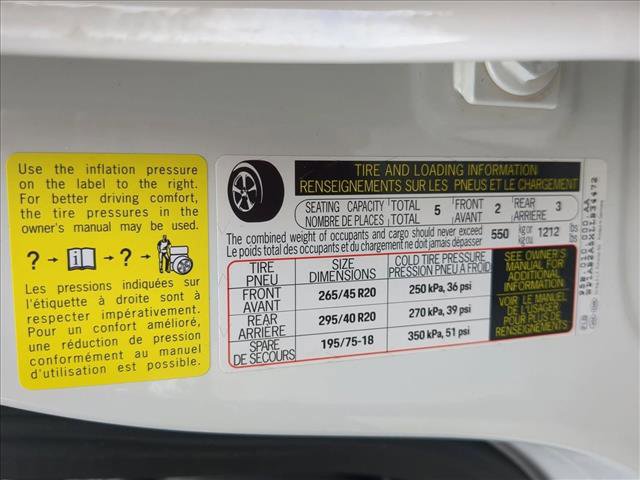 Use the inflation pressure
on the label to the right.
For better driving comfort,
the tire pressures in the
owner's manual may be used.
? → i → ? →
Les pressions indiquées sur
l'étiquette à droite sont à
respecter impérativement.
Pour un confort amélioré,
une réduction de pression
conformément au manuel
d'utilisation est possible.
TIRE AND LOADING INFORMATION
RENSEIGNEMENTS SUR LES PNEUS ET LE CHARGEMENT
SEATING CAPACITY TOTAL 5 FRONT 2 REAR 3
NOMBRE DE PLACES TOTAL AVANT ARRIÈRE
The combined weight of occupants and cargo should never exceed 550 kg or 1212
Le poids total des occupants et du chargement ne doit jamais dépasser kg ou
TIRE SIZE COLD TIRE PRESSURE
PNEU DIMENSIONS PRESSION PNEU À FROID
FRONT AVANT 265/45 R20 250 kPa, 36 psi
REAR ARRIÈRE 295/40 R20 270 kPa, 39 psi
SPARE DE SECOURS 195/75-18 350 kPa, 51 psi
SEE OWNER'S
MANUAL FOR
ADDITIONAL
INFORMATION
VOIR LE MANUEL
DE L'USAGER
POUR PLUS DE
RENSEIGNEMENTS